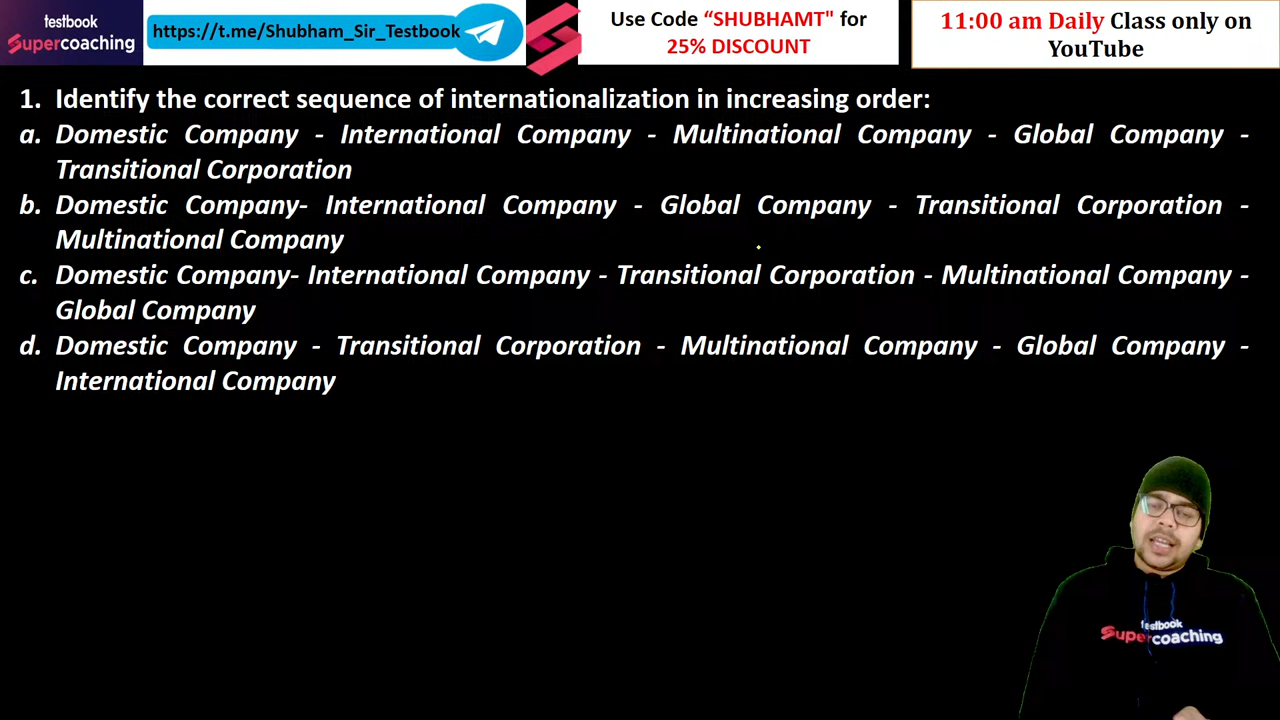 testbook
Supercoaching
https://t.me/Shubham_Sir_Testbook
Use Code “SHUBHAMT" for
25% DISCOUNT
11:00 am Daily Class only on
YouTube
1. Identify the correct sequence of internationalization in increasing order:
a. Domestic Company - International Company - Multinational Company - Global Company -
Transitional Corporation
b. Domestic Company- International Company - Global Company - Transitional Corporation -
Multinational Company
c. Domestic Company- International Company - Transitional Corporation - Multinational Company -
Global Company
d. Domestic Company - Transitional Corporation - Multinational Company - Global Company -
International Company
testbook
Supercoaching